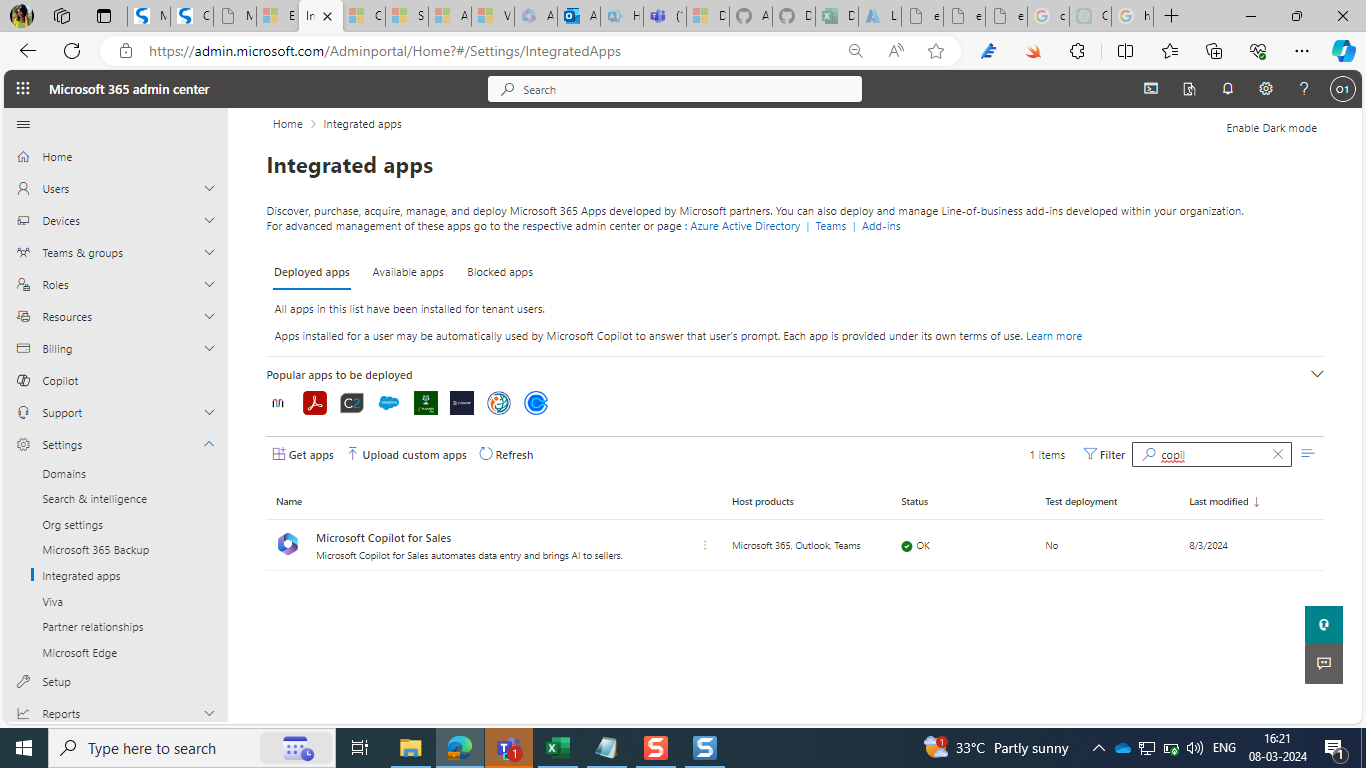 https://admin.microsoft.com/Adminportal/Home?#/Settings/IntegratedApps
Microsoft 365 admin center
Search
O1
Home
Integrated apps
Enable Dark mode
Home
Users
Devices
Teams & groups
Roles
Resources
Billing
Copilot
Support
Settings
Domains
Search & intelligence
Org settings
Microsoft 365 Backup
Integrated apps
Viva
Partner relationships
Microsoft Edge
Setup
Reports
Integrated apps
Discover, purchase, acquire, manage, and deploy Microsoft 365 Apps developed by Microsoft partners. You can also deploy and manage Line-of-business add-ins developed within your organization.
For advanced management of these apps go to the respective admin center or page : Azure Active Directory | Teams | Add-ins
Deployed apps Available apps Blocked apps
All apps in this list have been installed for tenant users.
Apps installed for a user may be automatically used by Microsoft Copilot to answer that user's prompt. Each app is provided under its own terms of use. Learn more
Popular apps to be deployed
Get apps Upload custom apps Refresh 1 items Filter copil
Name Host products Status Test deployment Last modified
Microsoft Copilot for Sales
Microsoft Copilot for Sales automates data entry and brings AI to sellers.
Microsoft 365, Outlook, Teams OK No 8/3/2024
Type here to search
33°C Partly sunny
ENG
16:21
08-03-2024